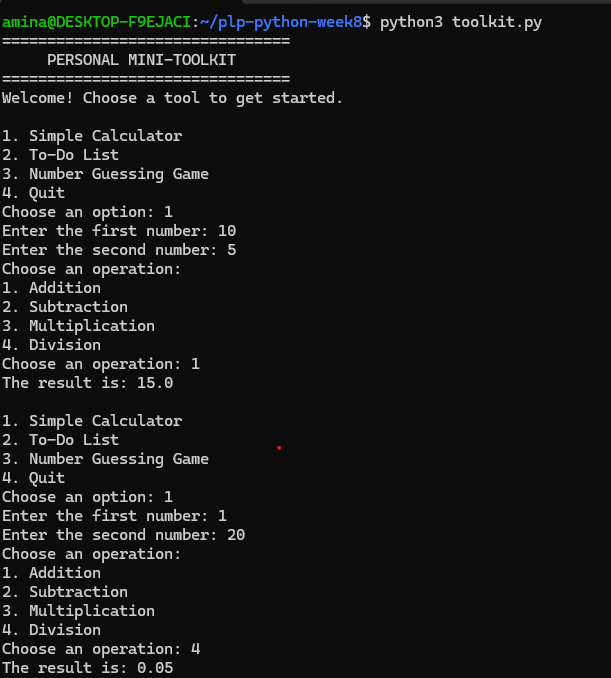 amina@DESKTOP-F9EJACI:~/plp-python-week8$ python3 toolkit.py
================================
     PERSONAL MINI-TOOLKIT
================================
Welcome! Choose a tool to get started.

1. Simple Calculator
2. To-Do List
3. Number Guessing Game
4. Quit
Choose an option: 1
Enter the first number: 10
Enter the second number: 5
Choose an operation:
1. Addition
2. Subtraction
3. Multiplication
4. Division
Choose an operation: 1
The result is: 15.0

1. Simple Calculator
2. To-Do List
3. Number Guessing Game
4. Quit
Choose an option: 1
Enter the first number: 1
Enter the second number: 20
Choose an operation:
1. Addition
2. Subtraction
3. Multiplication
4. Division
Choose an operation: 4
The result is: 0.05